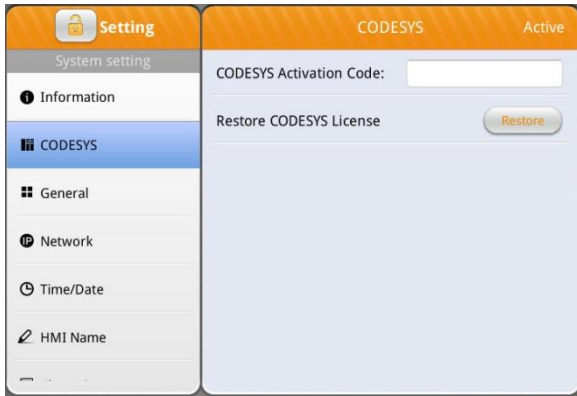 Setting
System setting
Information
CODESYS
General
Network
Time/Date
HMI Name
CODESYS
Active
CODESYS Activation Code:
Restore CODESYS License
Restore